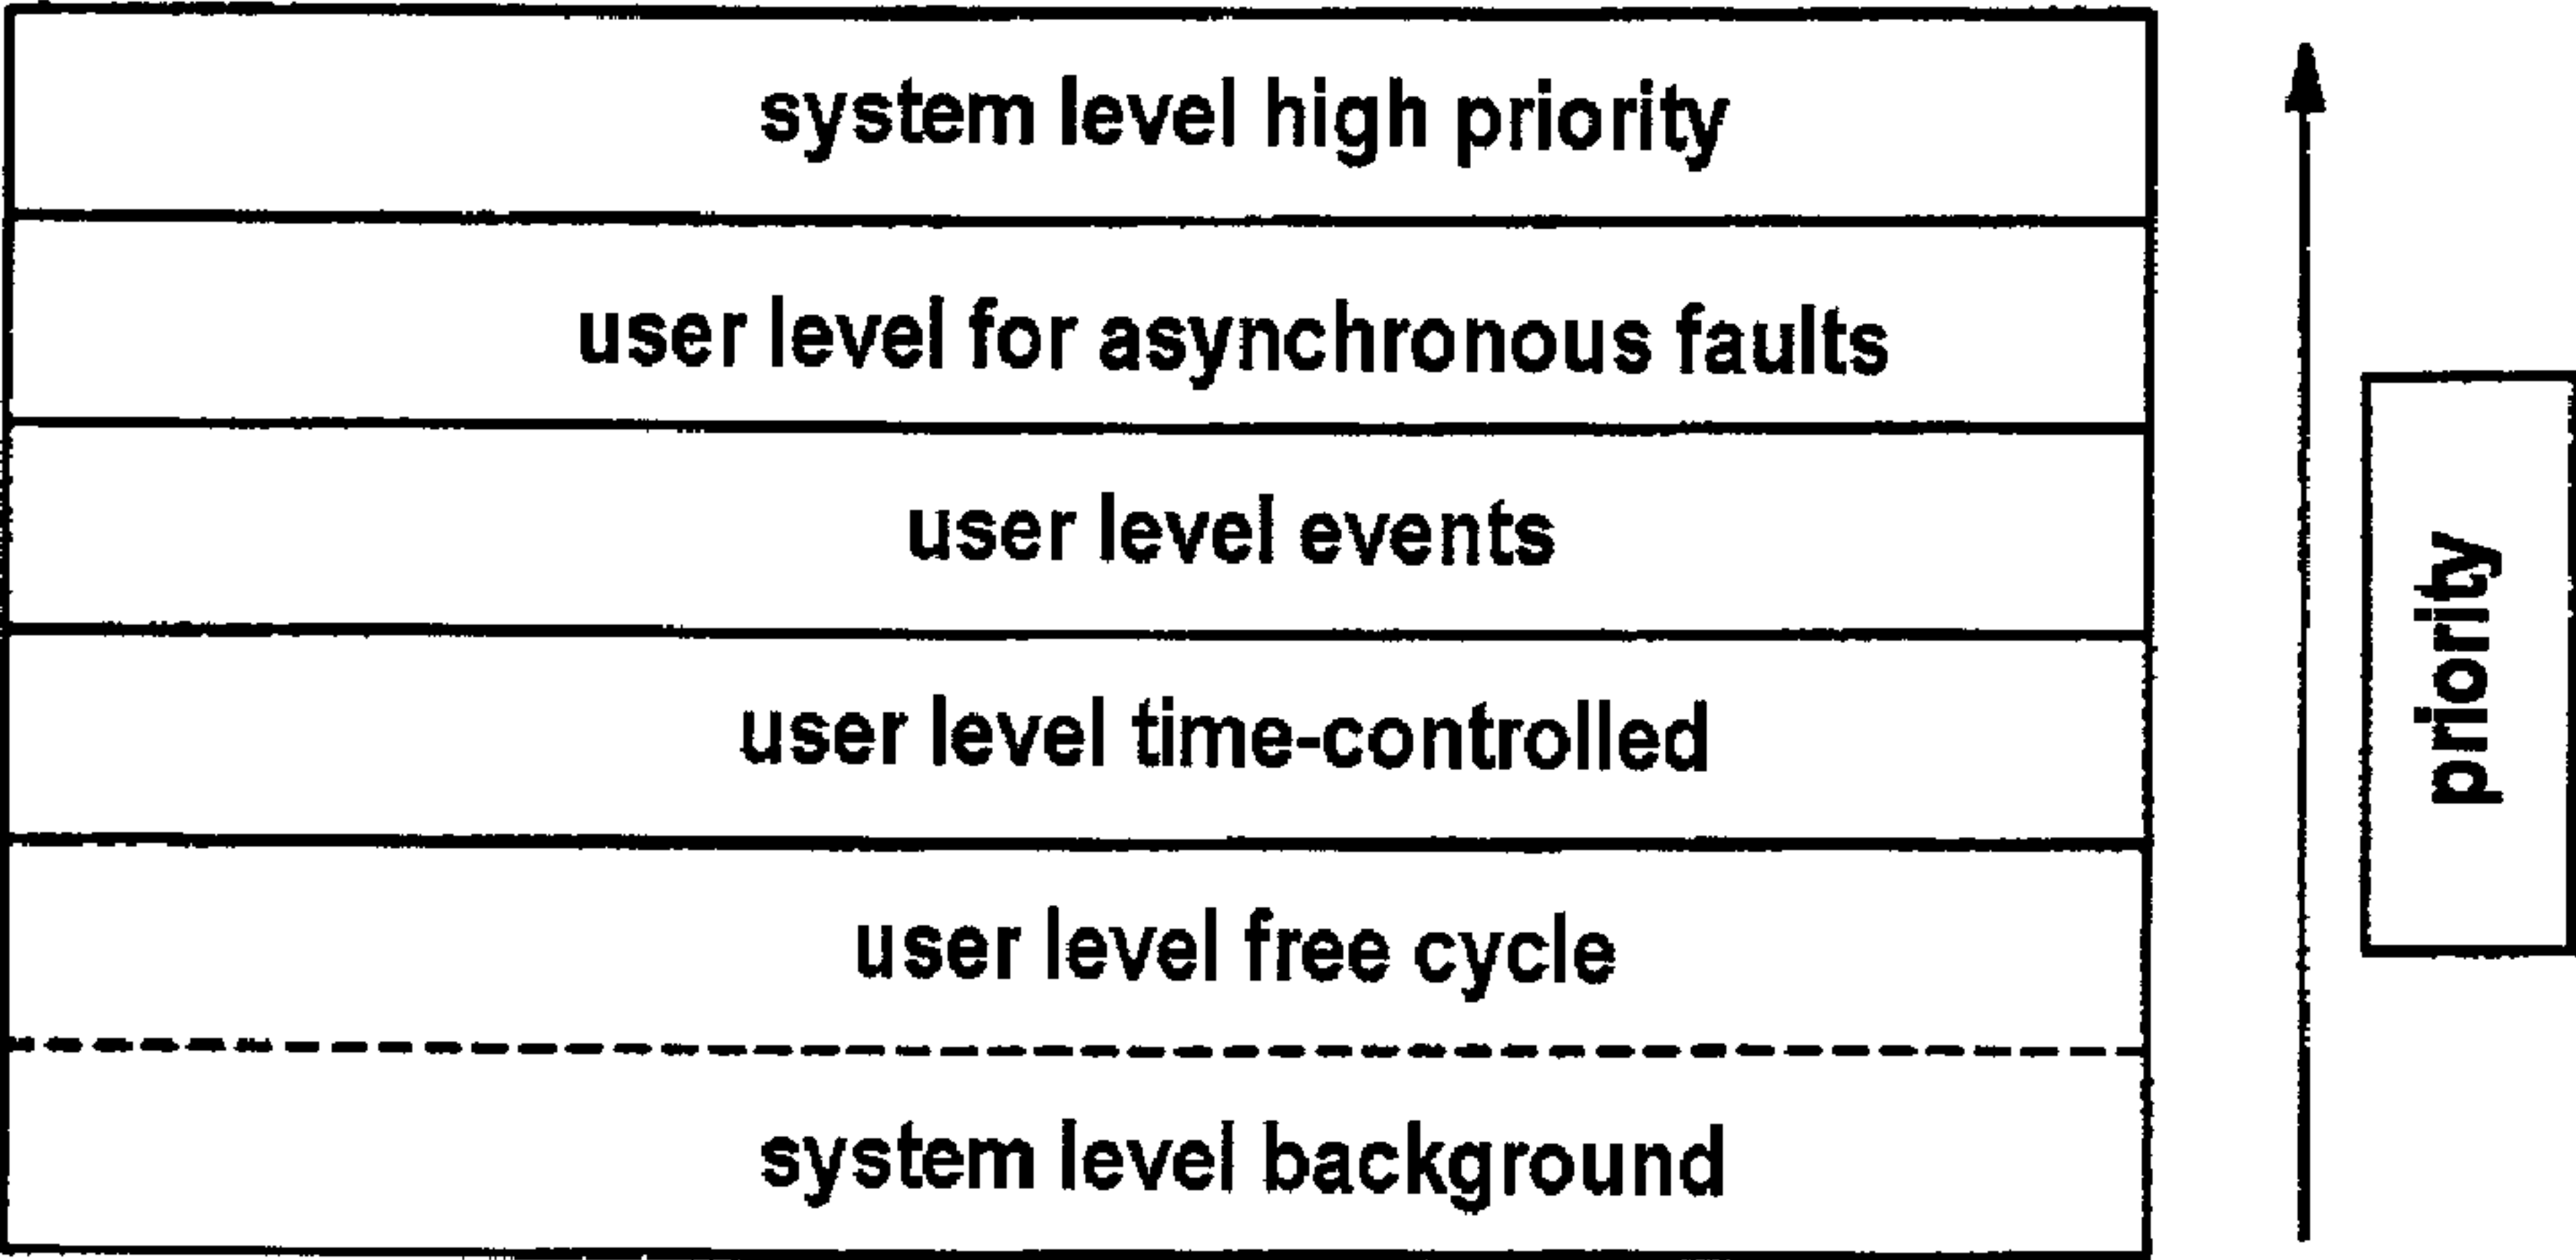 system level high priority
user level for asynchronous faults
user level events
user level time-controlled
user level free cycle
system level background
priority